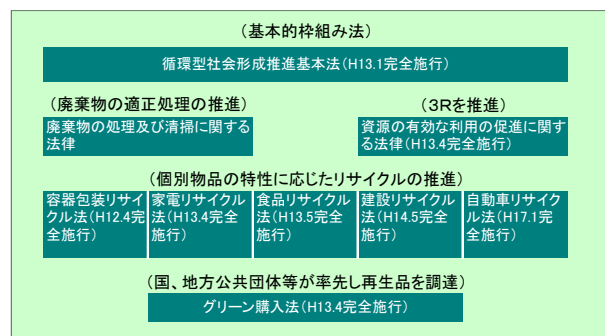 （基本的枠組み法）
循環型社会形成推進基本法（H13.1完全施行）
（廃棄物の適正処理の推進）
廃棄物の処理及び清掃に関する
法律
（３Rを推進）
資源の有効な利用の促進に関す
る法律（H13.4完全施行）
（個別物品の特性に応じたリサイクルの推進）
容器包装リサイ
クル法（H12.4完
全施行）
家電リサイクル
法（H13.4完全
施行）
食品リサイクル
法（H13.5完全
施行）
建設リサイクル
法（H14.5完全
施行）
自動車リサイク
ル法（H17.1完
全施行）
（国、地方公共団体等が率先し再生品を調達）
グリーン購入法（H13.4完全施行）